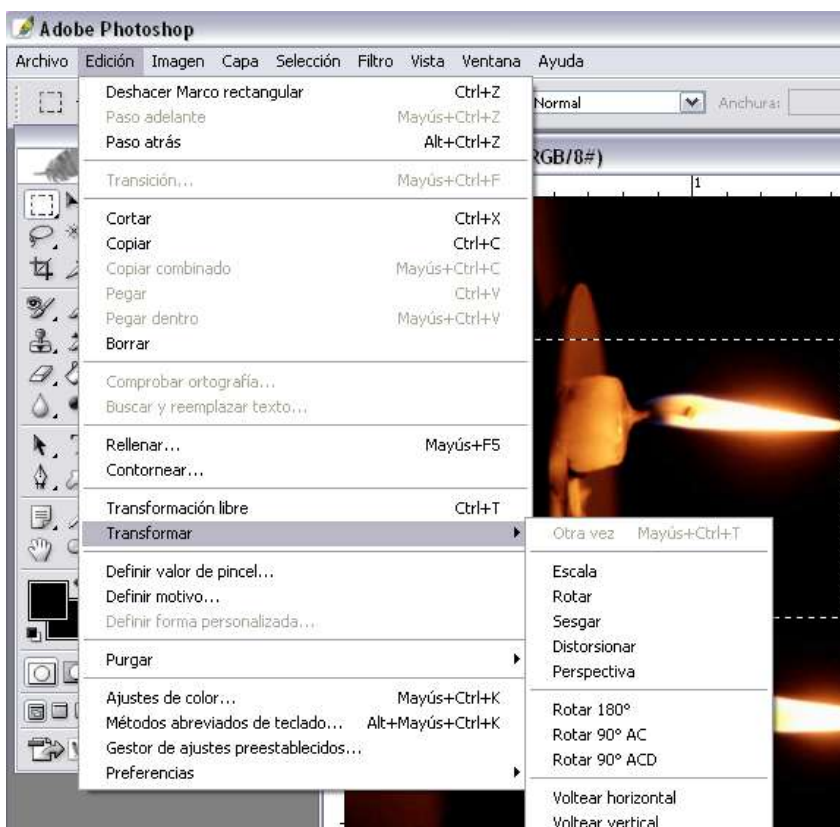 Adobe Photoshop
Archivo Edición Imagen Capa Selección Filtro Vista Ventana Ayuda
Normal Anchura:
RGB/8#)
1
Deshacer Marco rectangular Ctrl+Z
Paso adelante Mayús+Ctrl+Z
Paso atrás Alt+Ctrl+Z
Transición... Mayús+Ctrl+F
Cortar Ctrl+X
Copiar Ctrl+C
Copiar combinado Mayús+Ctrl+C
Pegar Ctrl+V
Pegar dentro Mayús+Ctrl+V
Borrar
Comprobar ortografía...
Buscar y reemplazar texto...
Rellenar... Mayús+F5
Contornear...
Transformación libre Ctrl+T
Transformar
Definir valor de pincel...
Definir motivo...
Definir forma personalizada...
Purgar
Ajustes de color... Mayús+Ctrl+K
Métodos abreviados de teclado... Alt+Mayús+Ctrl+K
Gestor de ajustes preestablecidos...
Preferencias
Otra vez Mayús+Ctrl+T
Escala
Rotar
Sesgar
Distorsionar
Perspectiva
Rotar 180°
Rotar 90° AC
Rotar 90° ACD
Voltear horizontal
Voltear vertical